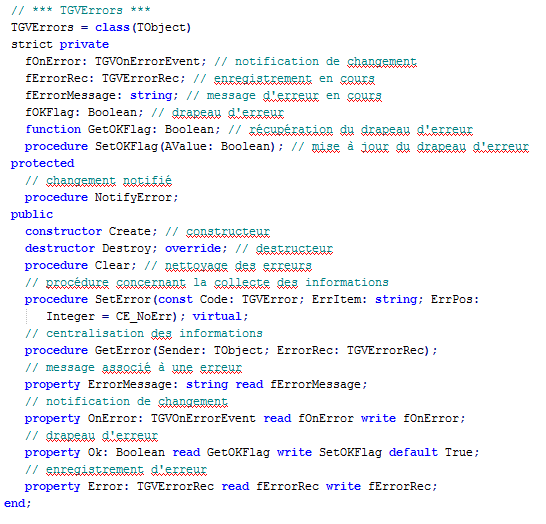 // *** TGVErrors ***
TGVErrors = class(TObject)
strict private
fOnError: TGVOnErrorEvent; // notification de changement
fErrorRec: TGVErrorRec; // enregistrement en cours
fErrorMessage: string; // message d'erreur en cours
fOKFlag: Boolean; // drapeau d'erreur
function GetOKFlag: Boolean; // récupération du drapeau d'erreur
procedure SetOKFlag(AValue: Boolean); // mise à jour du drapeau d'erreur
protected
// changement notifié
procedure NotifyError;
public
constructor Create; // constructeur
destructor Destroy; override; // destructeur
procedure Clear; // nettoyage des erreurs
// procédure concernant la collecte des informations
procedure SetError(const Code: TGVError; ErrItem: string; ErrPos:
Integer = CE_NoErr); virtual;
// centralisation des informations
procedure GetError(Sender: TObject; ErrorRec: TGVErrorRec);
// message associé à une erreur
property ErrorMessage: string read fErrorMessage;
// notification de changement
property OnError: TGVOnErrorEvent read fOnError write fOnError;
// drapeau d'erreur
property Ok: Boolean read GetOKFlag write SetOKFlag default True;
// enregistrement d'erreur
property Error: TGVErrorRec read fErrorRec write fErrorRec;
end;